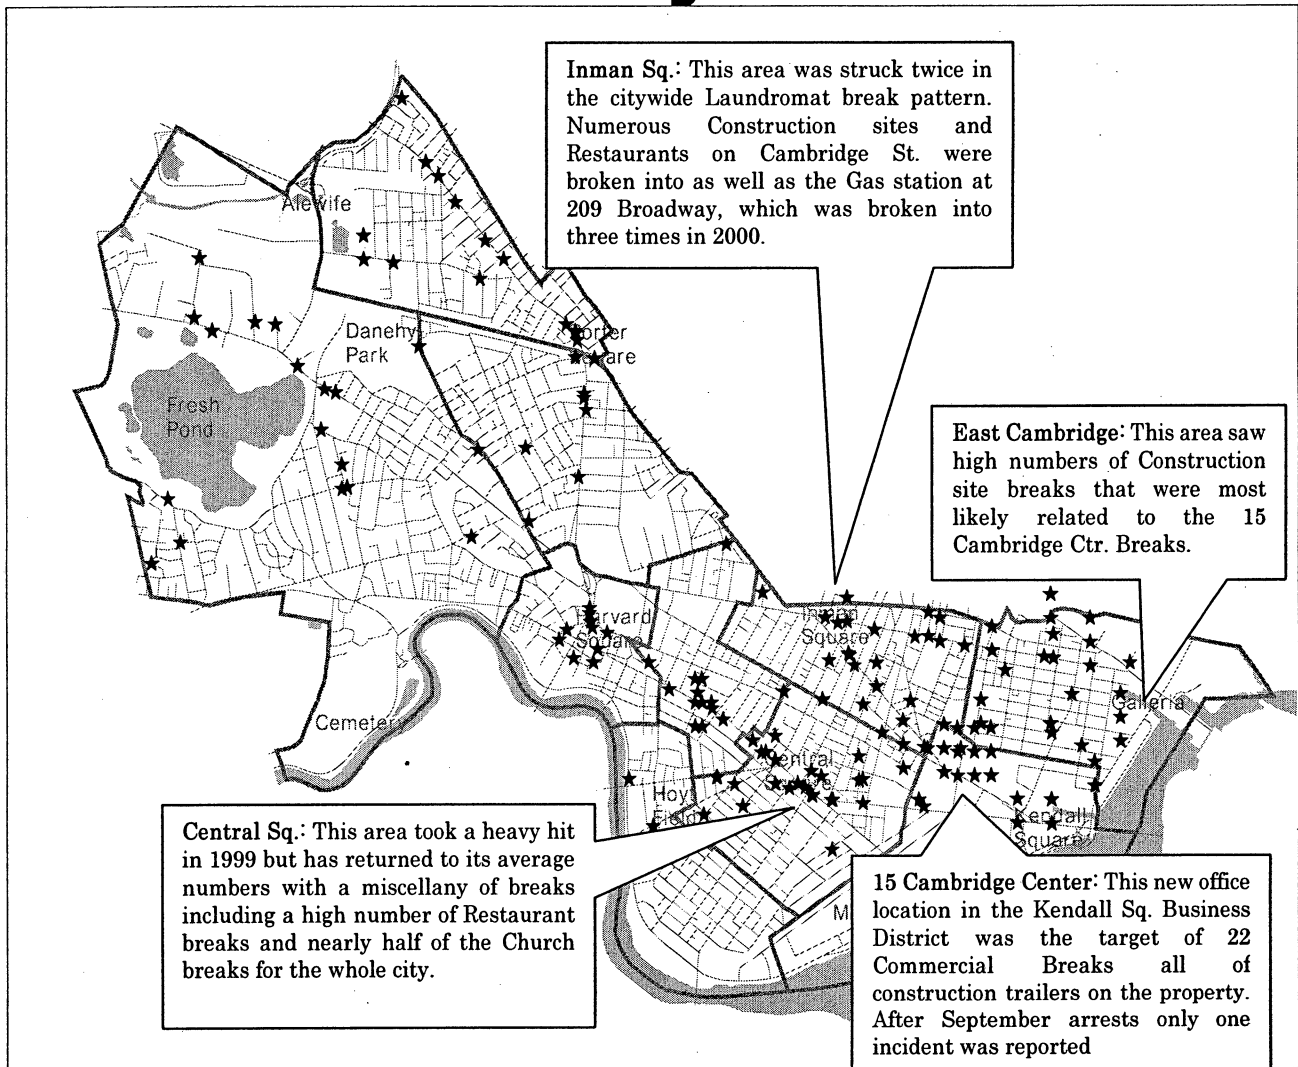 Inman Sq.: This area was struck twice in
the citywide Laundromat break pattern.
Numerous Construction sites and
Restaurants on Cambridge St. were
broken into as well as the Gas station at
209 Broadway, which was broken into
three times in 2000.
Alewife
Danehy
Park
Porter
Square
Fresh
Pond
East Cambridge: This area saw
high numbers of Construction
site breaks that were most
likely related to the 15
Cambridge Ctr. Breaks.
Harvard
Square
Inman
Square
Galleria
Cemetery
Central
Square
Hoyt
Field
Kendall
Square
Central Sq.: This area took a heavy hit
in 1999 but has returned to its average
numbers with a miscellany of breaks
including a high number of Restaurant
breaks and nearly half of the Church
breaks for the whole city.
15 Cambridge Center: This new office
location in the Kendall Sq. Business
District was the target of 22
Commercial Breaks all of
construction trailers on the property.
After September arrests only one
incident was reported